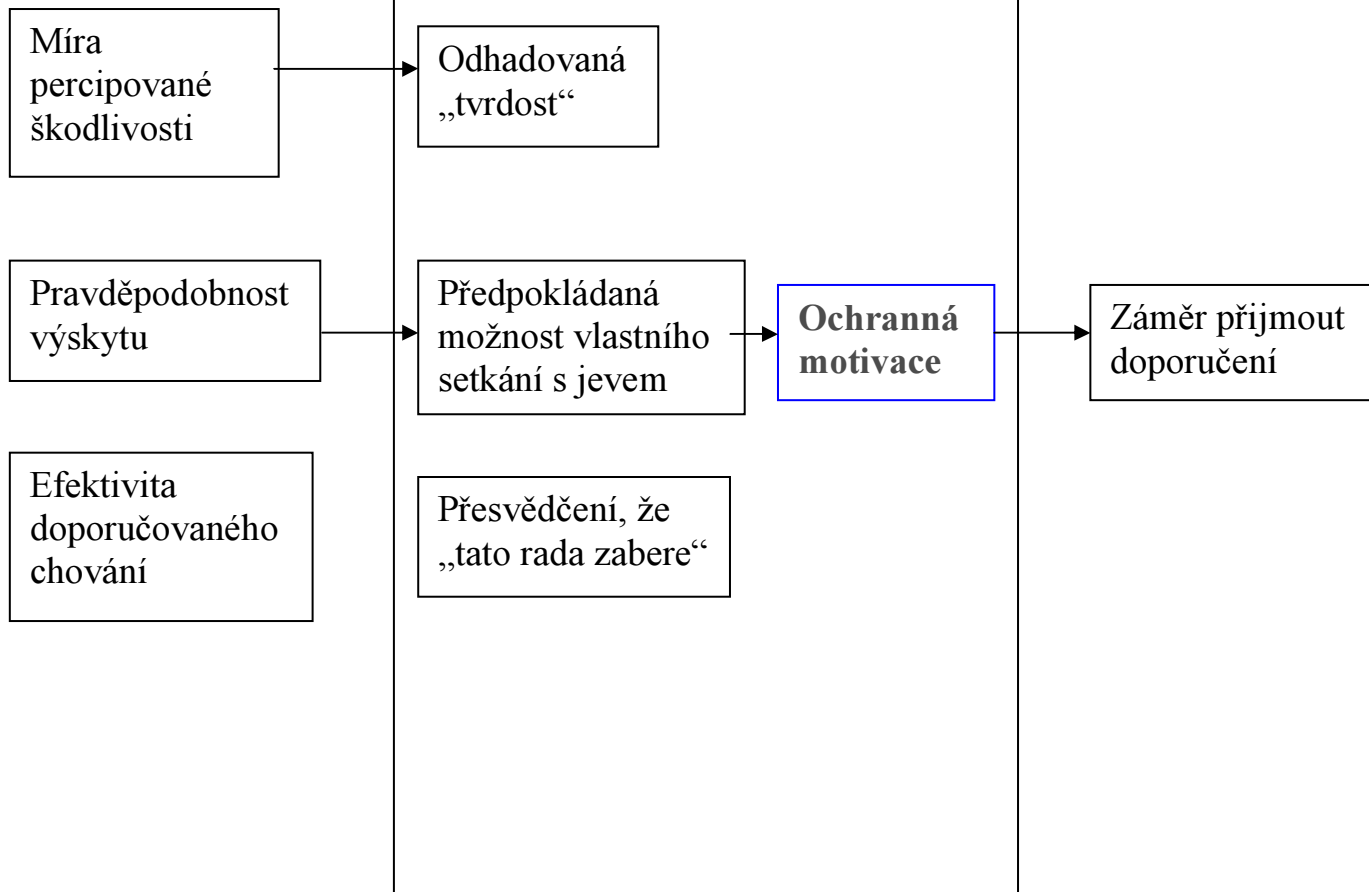 Míra
percipované
škodlivosti
Odhadovaná
„tvrdost“
Pravděpodobnost
výskytu
Předpokládaná
možnost vlastního
setkání s jevem
Ochranná
motivace
Záměr přijmout
doporučení
Efektivita
doporučovaného
chování
Přesvědčení, že
„tato rada zabere“